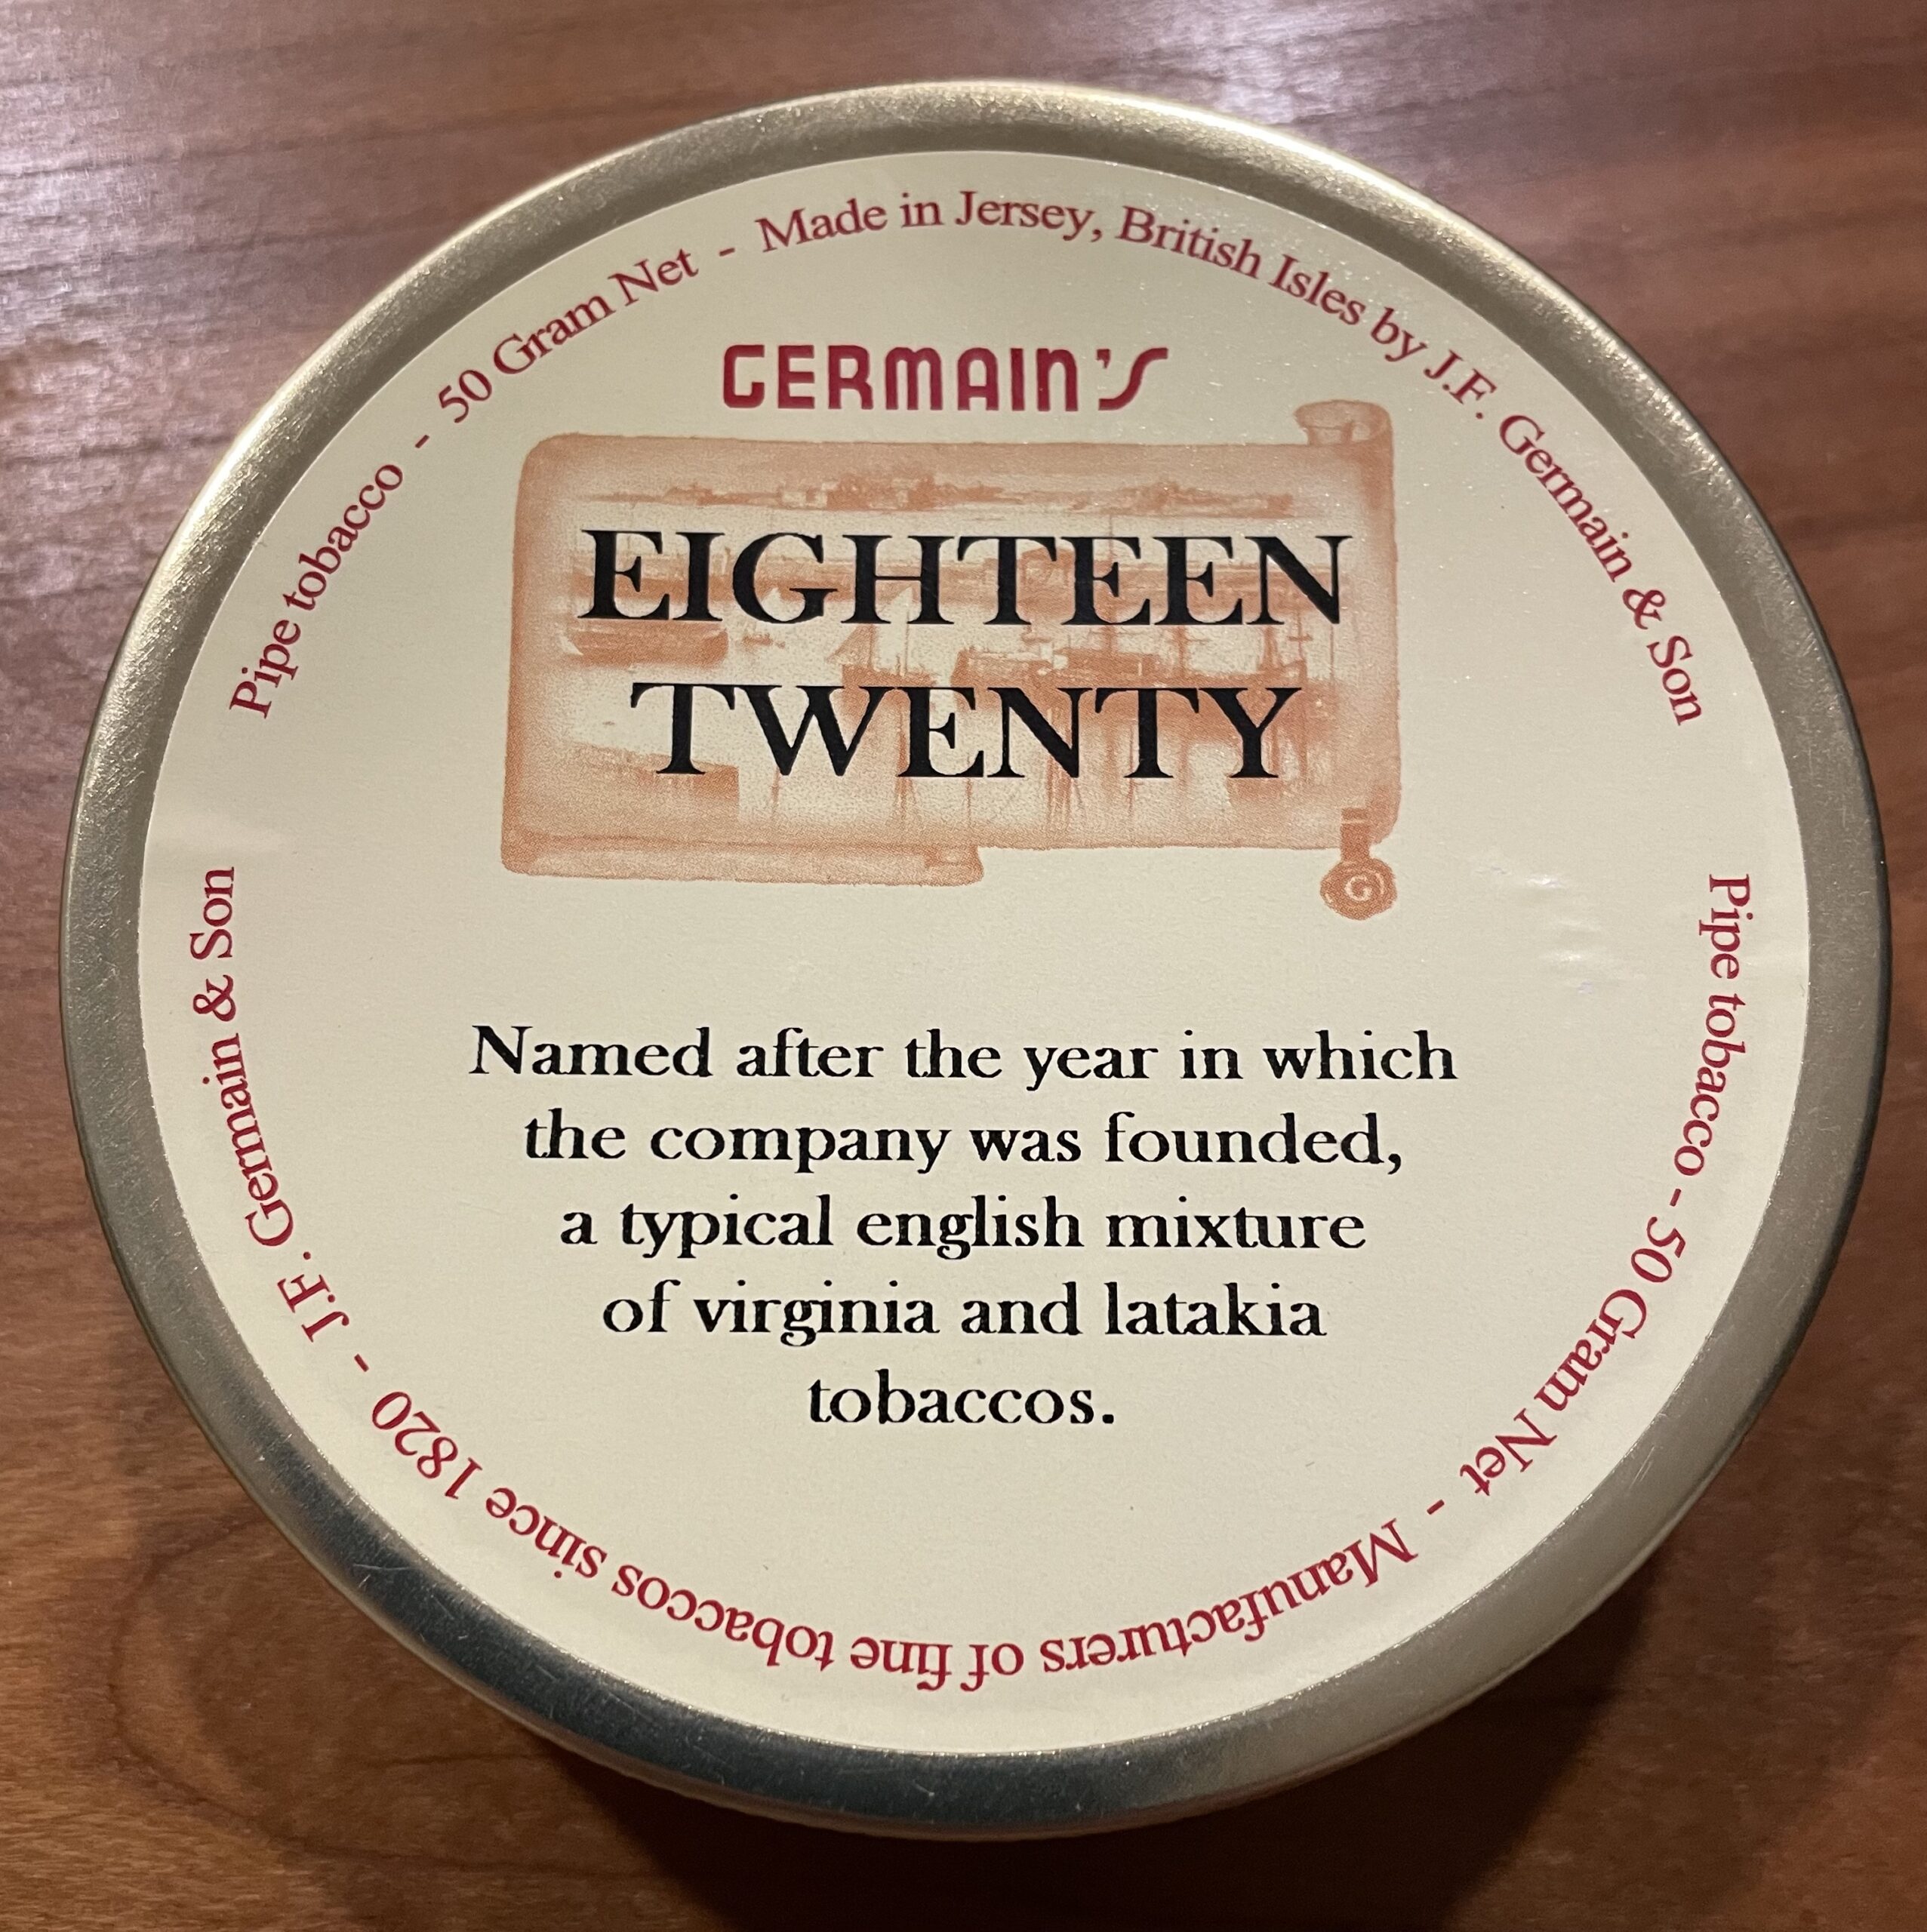 Pipe tobacco - 50 Gram Net - Made in Jersey, British Isles by J.F. Germain & Son
GERMAIN'S
EIGHTEEN
TWENTY
G
Named after the year in which
the company was founded,
a typical english mixture
of virginia and latakia
tobaccos.
Pipe tobacco - 50 Gram Net - Manufacturers of fine tobaccos since 1820 - J.F. Germain & Son